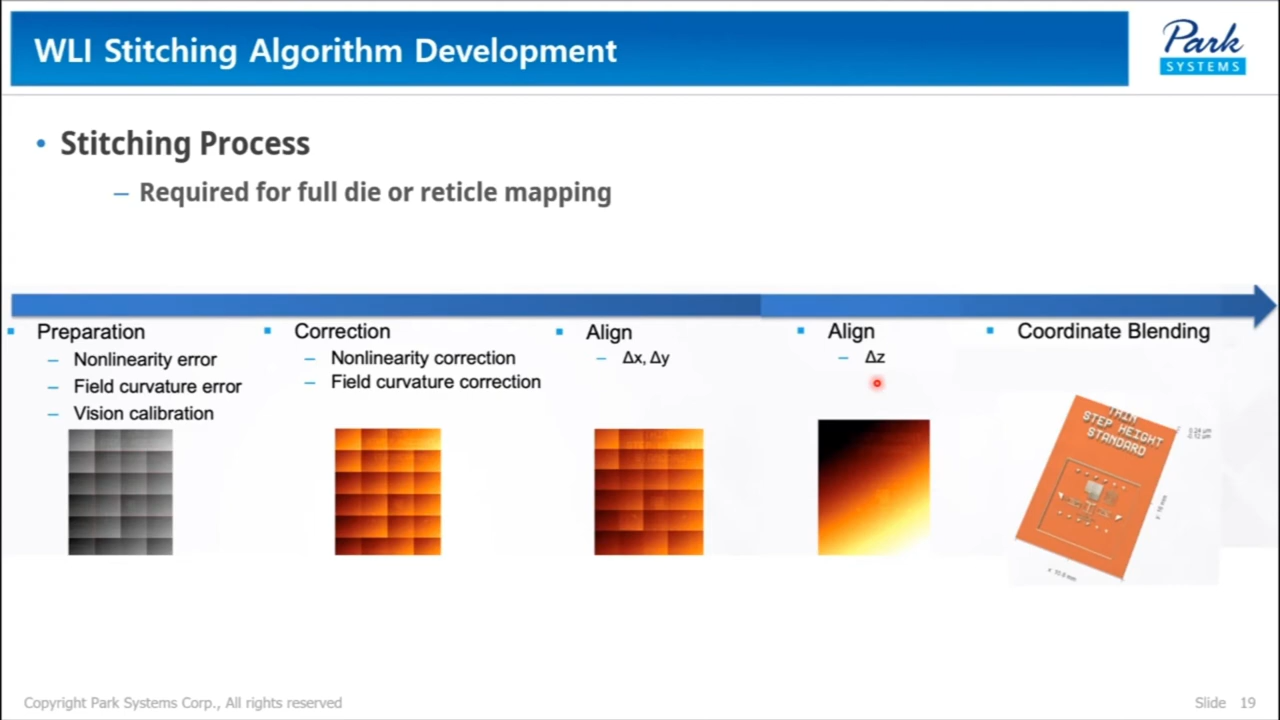 WLI Stitching Algorithm Development
Park
SYSTEMS
• Stitching Process
– Required for full die or reticle mapping
▪ Preparation
– Nonlinearity error
– Field curvature error
– Vision calibration
▪ Correction
– Nonlinearity correction
– Field curvature correction
▪ Align
– Δx, Δy
▪ Align
– Δz
▪ Coordinate Blending
THIN
STEP HEIGHT
STANDARD
Copyright Park Systems Corp., All rights reserved
Slide 19